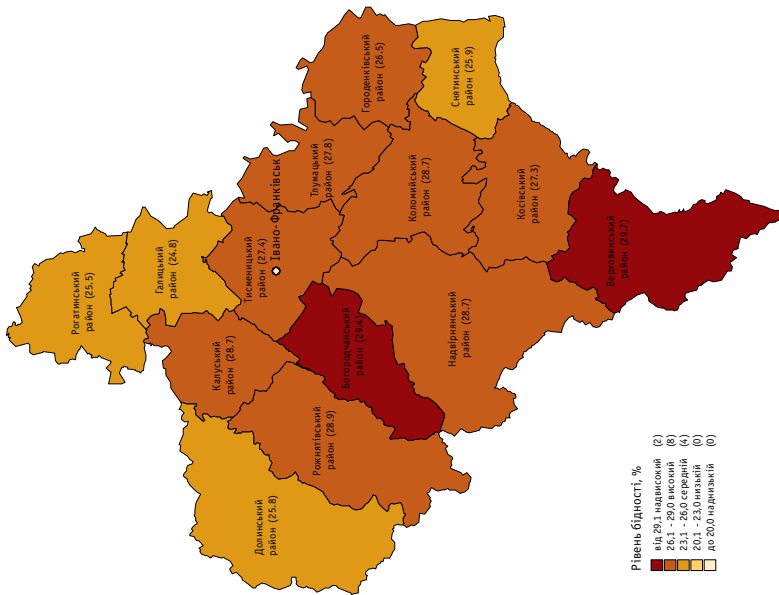 Рогатинський
район (25.5)
Галицький
район (24.8)
Тисменицький
район (27.4)
Івано-Франківськ
Тлумацький
район (27.8)
Городенківський
район (26.5)
Снятинський
район (25.9)
Калуський
район (28.7)
Богородчанський
район (29.4)
Коломийський
район (28.7)
Косівський
район (27.3)
Долинський
район (25.8)
Рожнятівський
район (28.9)
Надвірнянський
район (28.7)
Верховинський
район (29.7)
Рівень бідності, %
від 29,1 надвисокий (2)
26,1 - 29,0 високий (8)
23,1 - 26,0 середній (4)
20,1 - 23,0 низькій (0)
до 20,0 наднизькій (0)